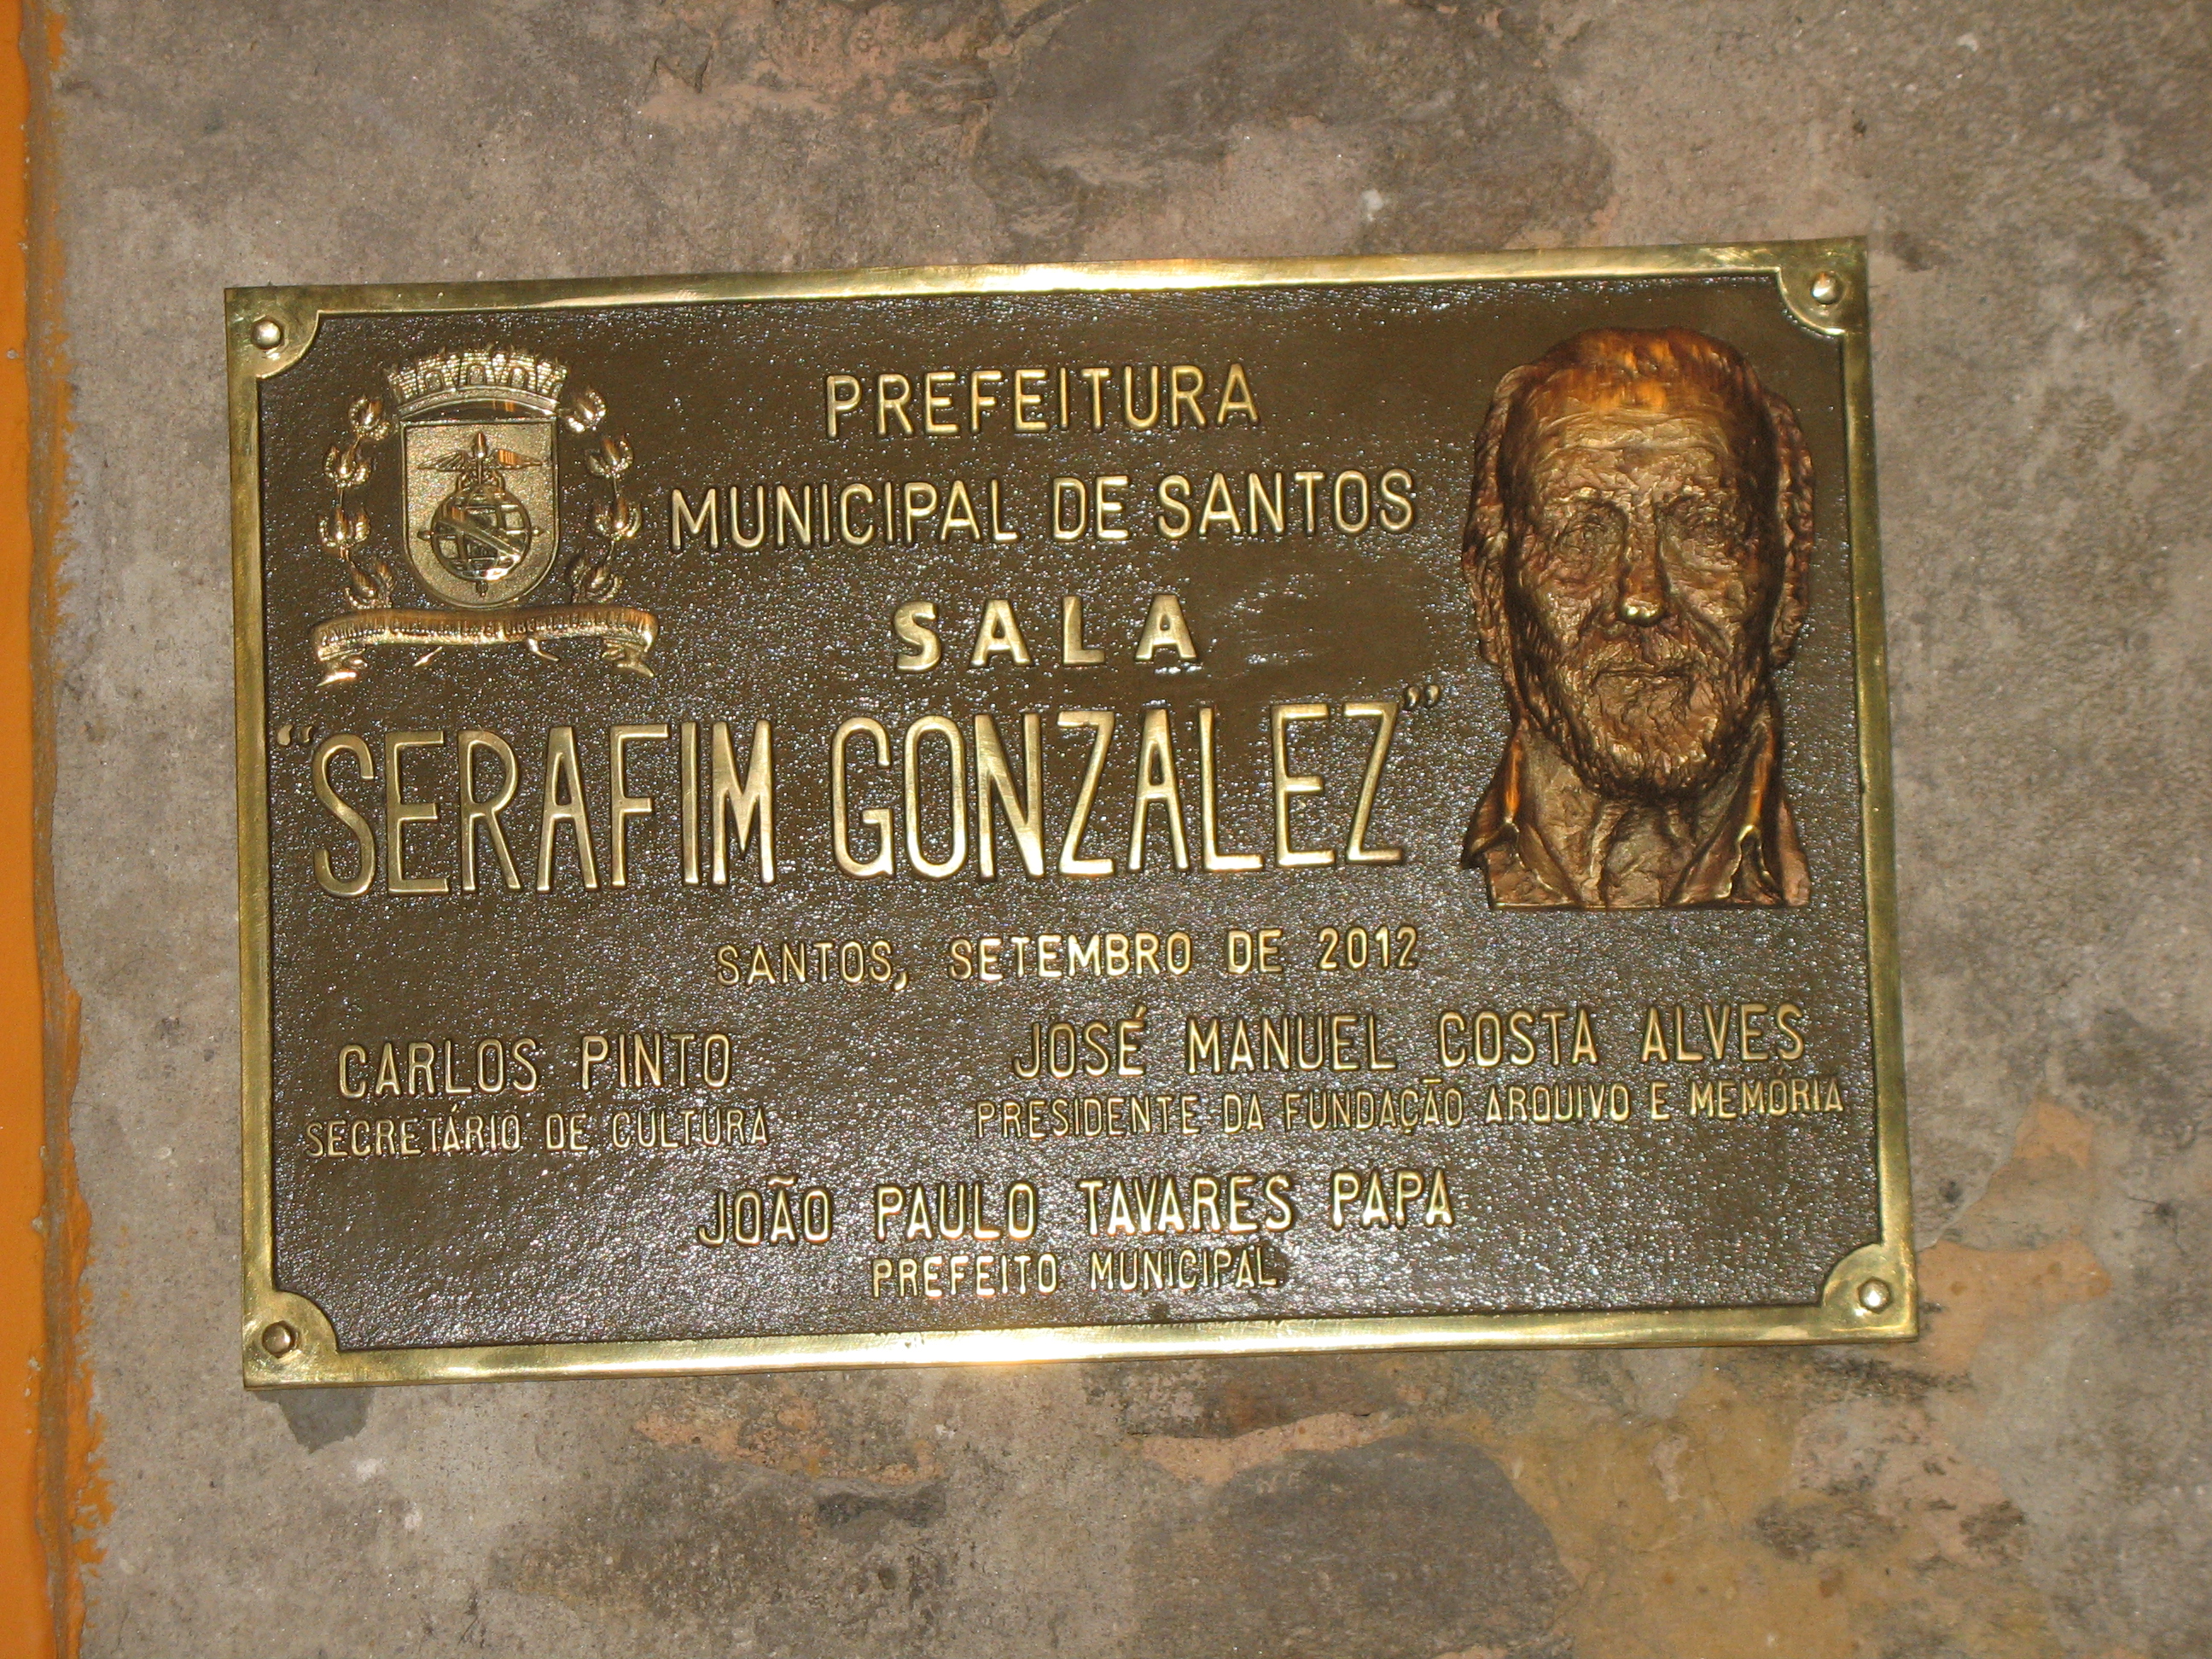 PREFEITURA
MUNICIPAL DE SANTOS
SALA
“SERAFIM GONZALEZ”
SANTOS, SETEMBRO DE 2012
CARLOS PINTO
SECRETÁRIO DE CULTURA
JOSÉ MANUEL COSTA ALVES
PRESIDENTE DA FUNDAÇÃO ARQUIVO E MEMÓRIA
JOÃO PAULO TAVARES PAPA
PREFEITO MUNICIPAL